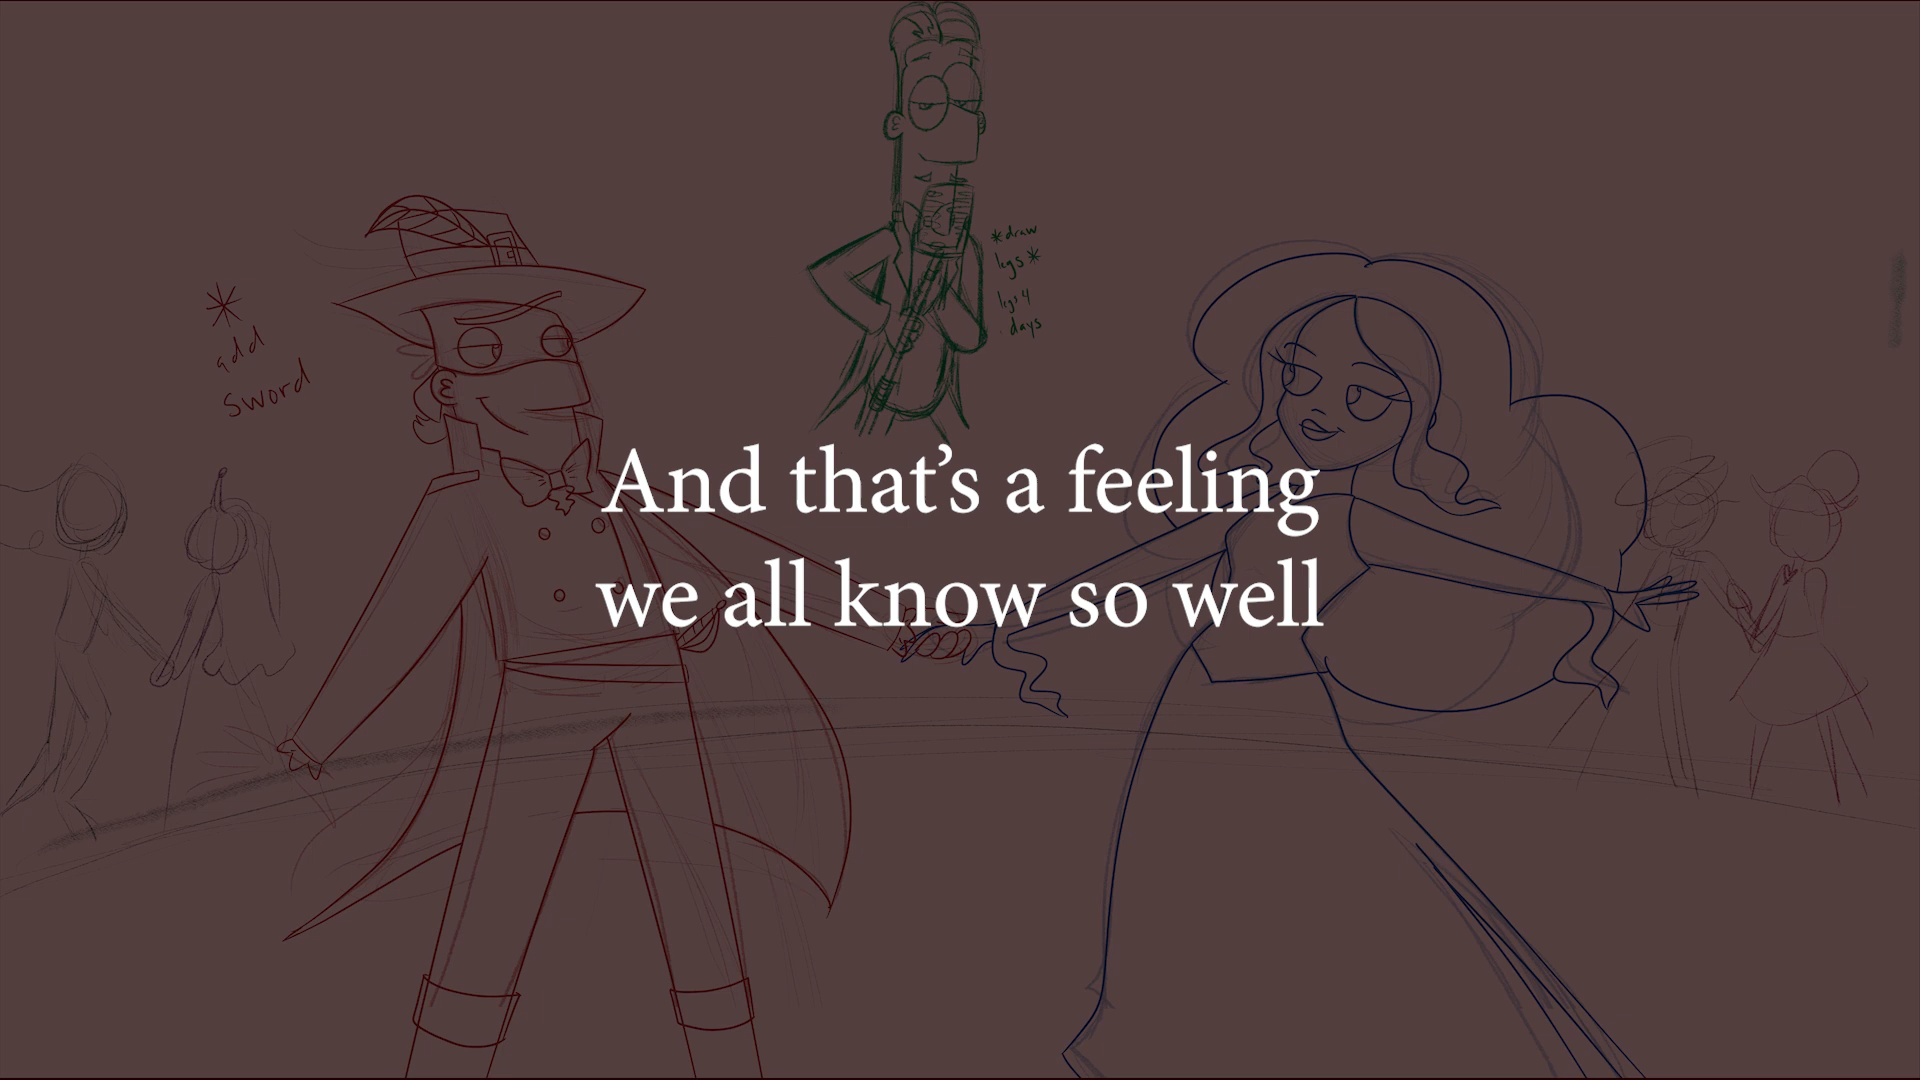 *draw
legs*
legs 4
days
* 
add
sword
And that’s a feeling
we all know so well